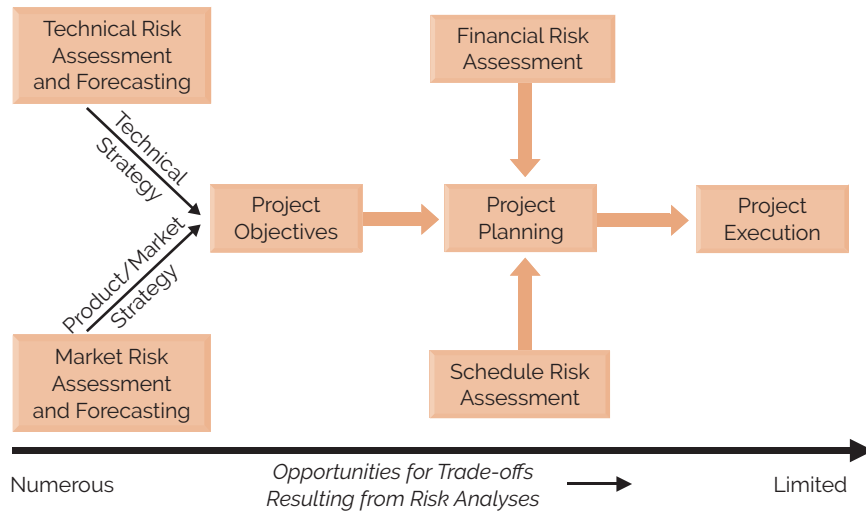 Technical Risk
Assessment
and Forecasting
Financial Risk
Assessment
Technical
Strategy
Project
Objectives
Project
Planning
Project
Execution
Product/Market
Strategy
Market Risk
Assessment
and Forecasting
Schedule Risk
Assessment
Numerous
Opportunities for Trade-offs
Resulting from Risk Analyses
Limited